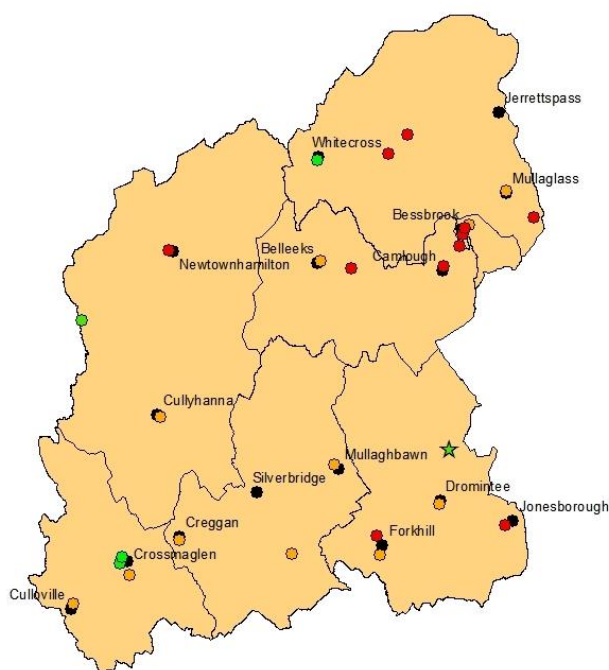 Jerrettspass
Whitecross
Mullaglass
Bessbrook
Belleeks
Camlough
Newtownhamilton
Cullyhanna
Mullaghbawn
Silverbridge
Dromintee
Jonesborough
Creggan
Forkhill
Crossmaglen
Culloville